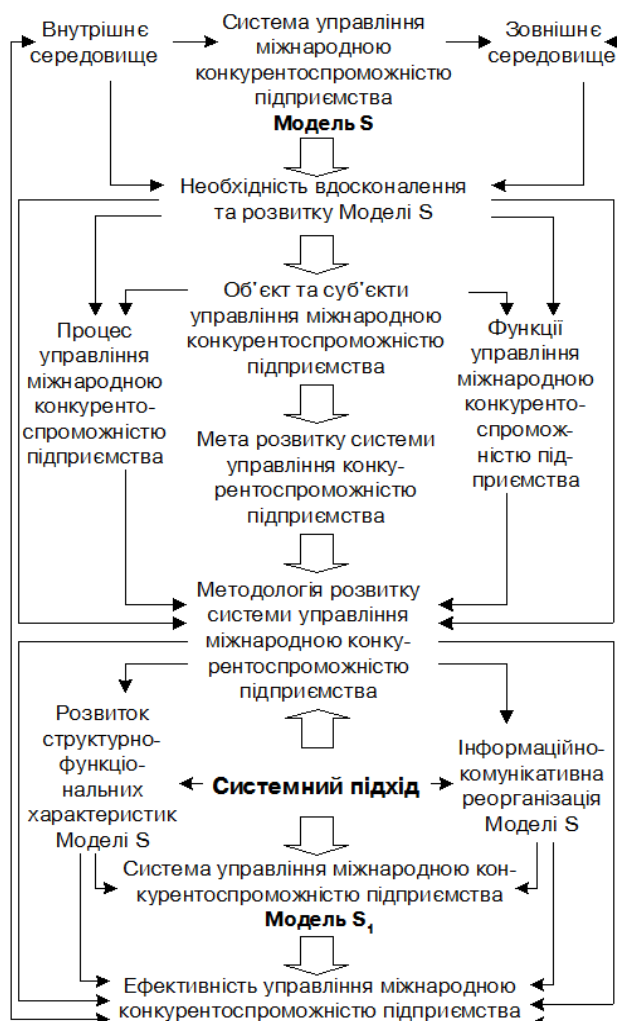 Внутрішнє
середовище
Система управління
міжнародною
конкурентоспроможністю
підприємства
Модель S
Зовнішнє
середовище
Необхідність вдосконалення
та розвитку Моделі S
Об'єкт та суб'єкти
управління міжнародною
конкурентоспроможністю
підприємства
Процес
управління
міжнародною
конкуренто-
спроможністю
підприємства
Функції
управління
міжнародною
конкуренто-
спромож-
ністю під-
приємства
Мета розвитку системи
управління конку-
рентоспроможністю
підприємства
Методологія розвитку
системи управління
міжнародною конку-
рентоспроможністю
підприємства
Розвиток
структурно-
функціо-
нальних
характеристик
Моделі S
Системний підхід
Інформаційно-
комунікативна
реорганізація
Моделі S
Система управління міжнародною кон-
курентоспроможністю підприємства
Модель S₁
Ефективність управління міжнародною
конкурентоспроможністю підприємства